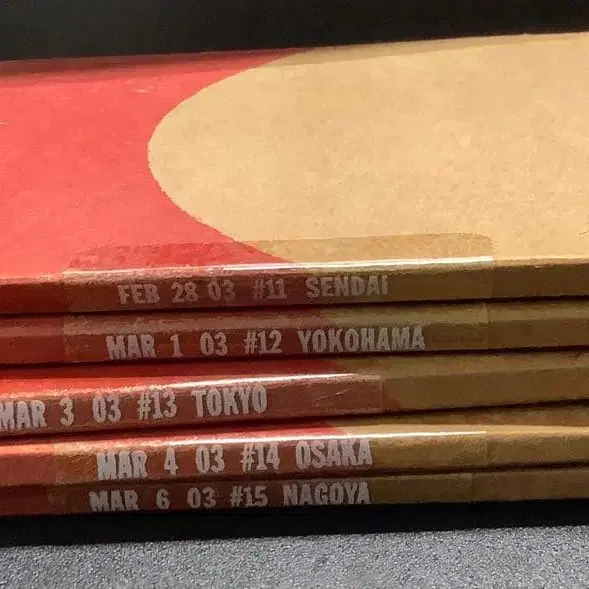 FEB 28 03 #11 SENDAI
MAR 1 03 #12 YOKOHAMA
MAR 3 03 #13 TOKYO
MAR 4 03 #14 OSAKA
MAR 6 03 #15 NAGOYA